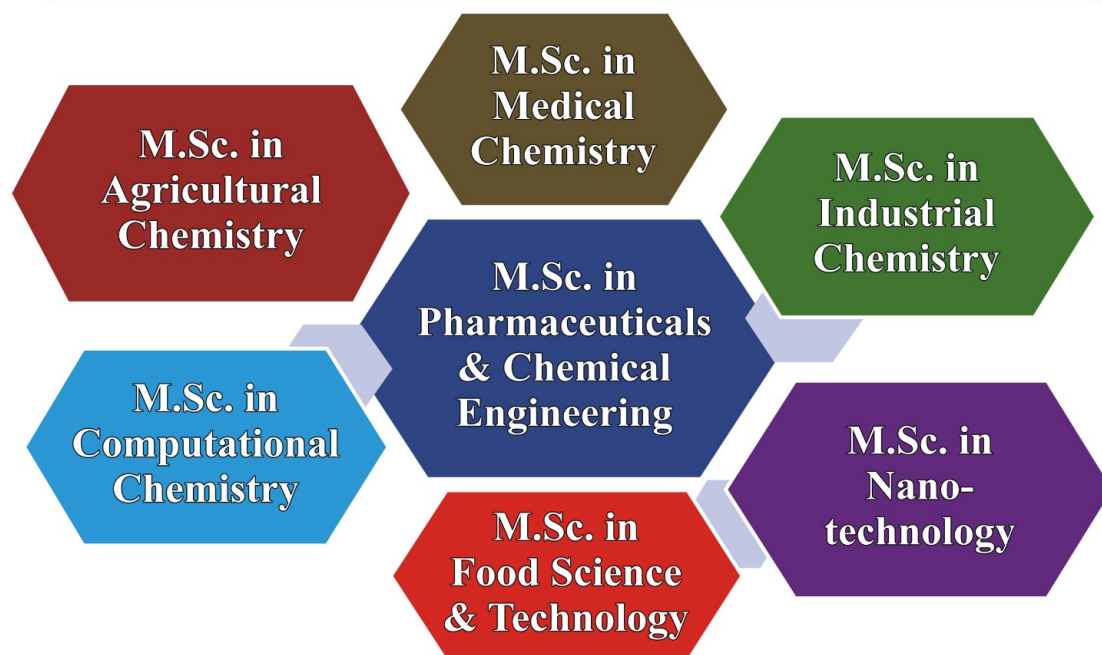 M.Sc. in
Medical
Chemistry
M.Sc. in
Agricultural
Chemistry
M.Sc. in
Industrial
Chemistry
M.Sc. in
Pharmaceuticals
& Chemical
Engineering
M.Sc. in
Computational
Chemistry
M.Sc. in
Nano-
technology
M.Sc. in
Food Science
& Technology